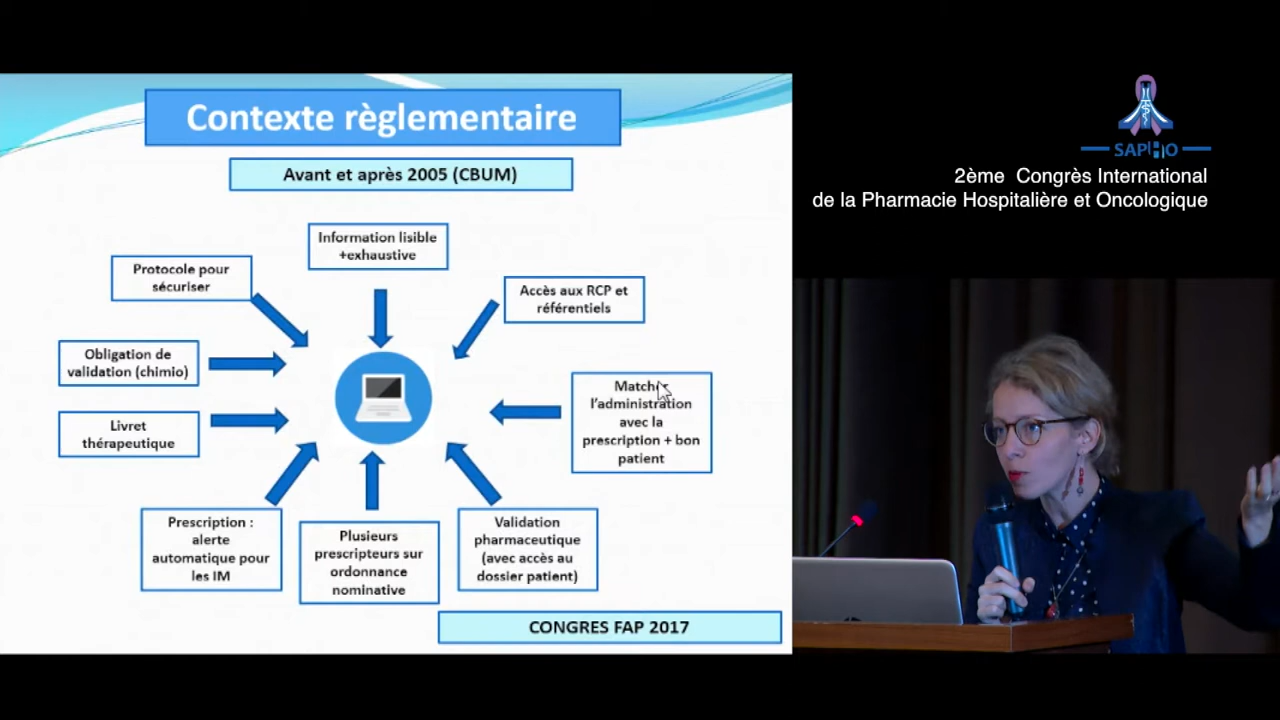 Contexte règlementaire
Avant et après 2005 (CBUM)
Information lisible
+exhaustive
Protocole pour
sécuriser
Accès aux RCP et
référentiels
Obligation de
validation (chimio)
Matcher
l'administration
avec la
prescription + bon
patient
Livret
thérapeutique
Prescription :
alerte
automatique pour
les IM
Plusieurs
prescripteurs sur
ordonnance
nominative
Validation
pharmaceutique
(avec accès au
dossier patient)
CONGRES FAP 2017
SAPHO
2ème Congrès International
de la Pharmacie Hospitalière et Oncologique